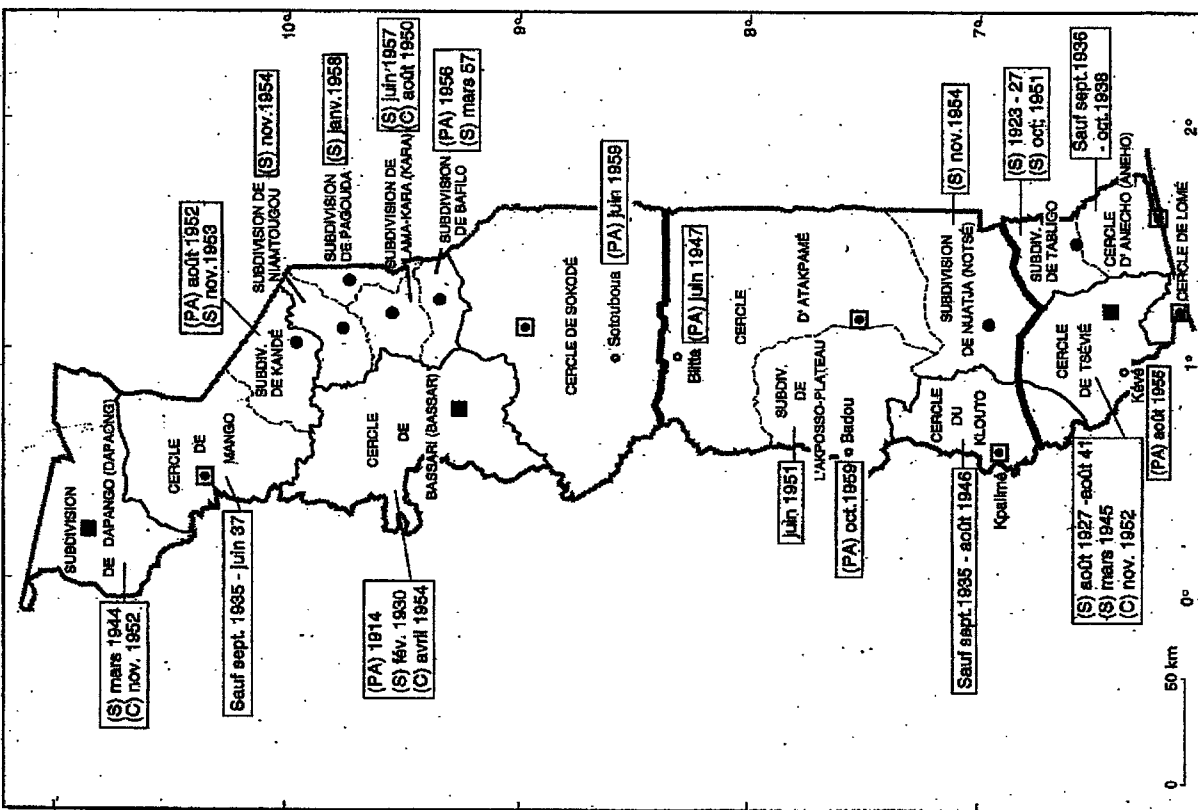 (S) mars 1944
(C) nov. 1952
SUBDIVISION
DE DAPANGO (DAPAONG)
Sauf sept. 1935 - juin 37
CERCLE
DE
MANGO
(PA) août 1952
(S) nov. 1953
SUBDIV.
DE KANDÉ
SUBDIVISION DE
NIAMTOUGOU
(S) nov. 1954
10°
SUBDIVISION
DE PAGOUDA
(S) janv. 1958
SUBDIVISION DE
LAMA-KARA (KARA)
(S) juin 1957
(C) août 1950
SUBDIVISION
DE BAFILO
(PA) 1956
(S) mars 57
(PA) 1914
(S) fév. 1930
(C) avril 1954
CERCLE
DE
BASSARI (BASSAR)
9°
CERCLE DE SOKODÉ
Sotouboua
(PA) juin 1959
Blitta
(PA) juin 1947
CERCLE
D'ATAKPAMÉ
8°
juin 1951
SUBDIV.
DE
L'AKPOSSO-PLATEAU
(PA) oct. 1959
Badou
SUBDIVISION
DE NUATJA (NOTSÉ)
(S) nov. 1954
7°
Sauf sept. 1935 - août 1946
CERCLE
DU
KLOUTO
Kpalimé
SUBDIV.
DE TABLIGO
(S) 1923 - 27
(S) oct. 1951
(S) août 1927 - août 41
(S) mars 1945
(C) nov. 1952
CERCLE
DE TSÉVIÉ
Kévé
(PA) août 1955
CERCLE
D'ANECHO (ANEHO)
Sauf sept. 1936
- oct. 1938
CERCLE DE LOMÉ
0 50 km
0° 1° 2°